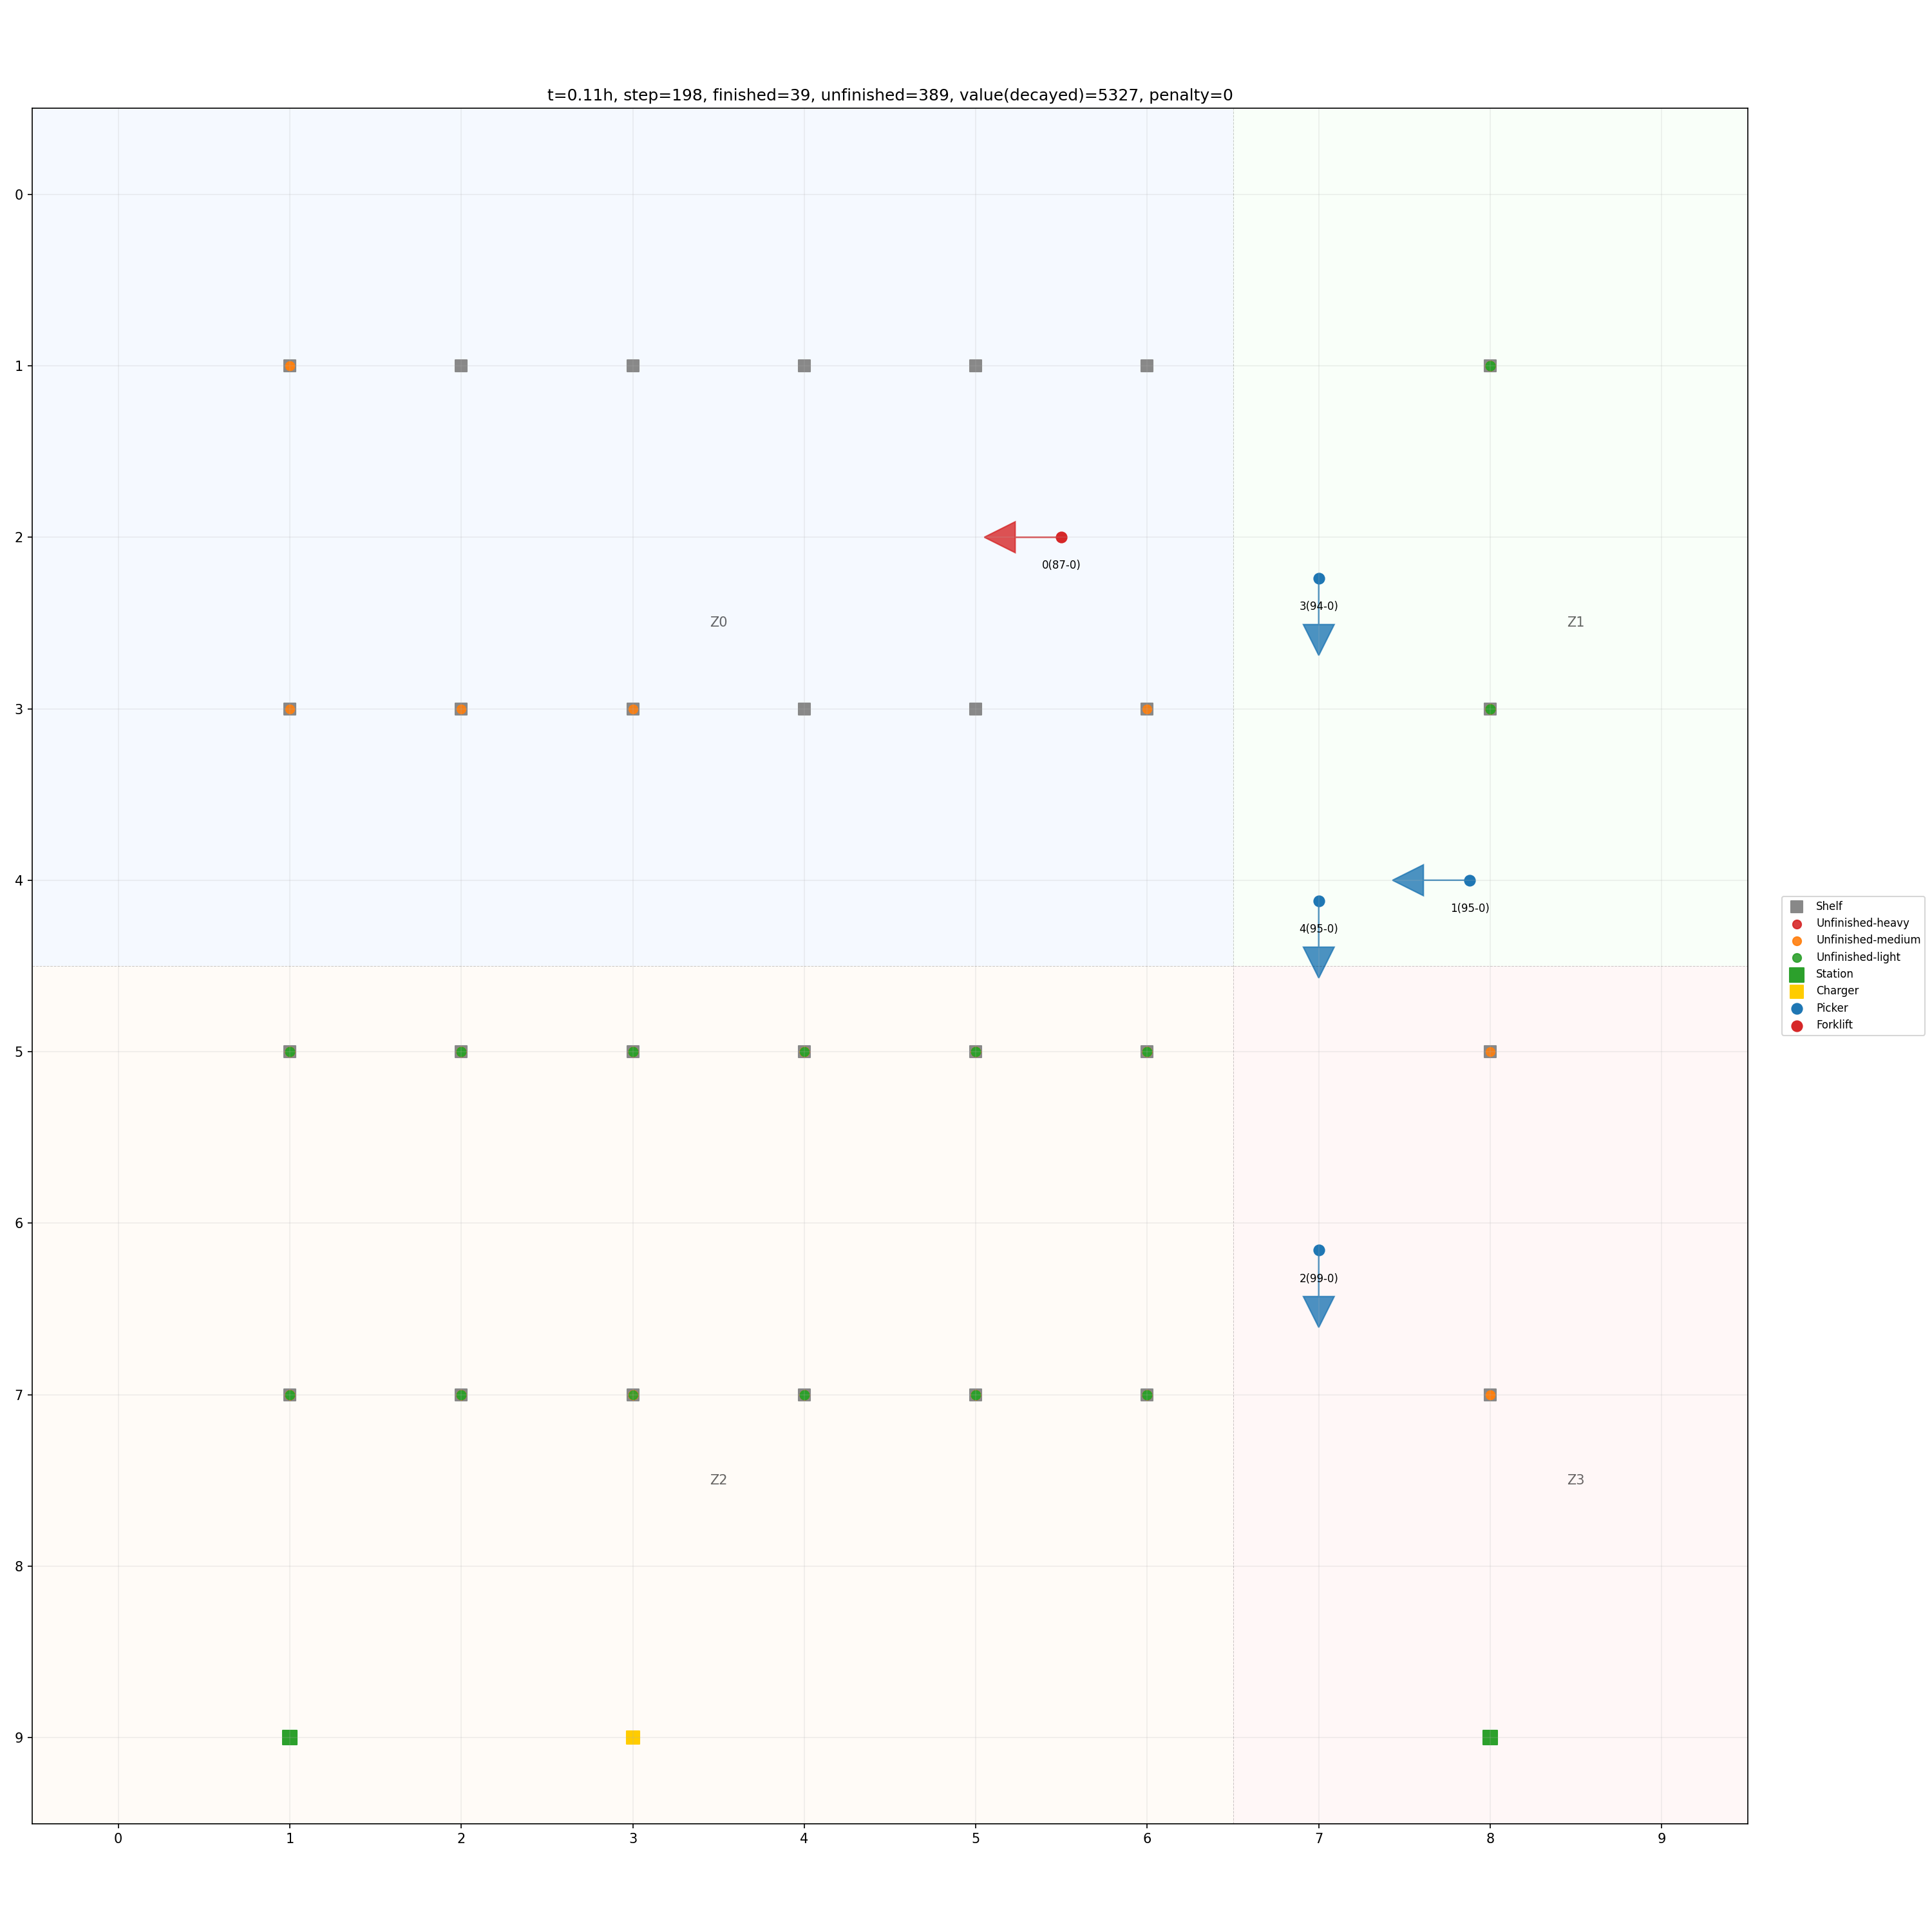 t=0.11h, step=198, finished=39, unfinished=389, value(decayed)=5327, penalty=0
0
1
2
0(87-0)
3(94-0)
Z0
Z1
3
4
1(95-0)
4(95-0)
Shelf
Unfinished-heavy
Unfinished-medium
Unfinished-light
Station
Charger
Picker
Forklift
5
6
2(99-0)
7
Z2
Z3
8
9
0 1 2 3 4 5 6 7 8 9